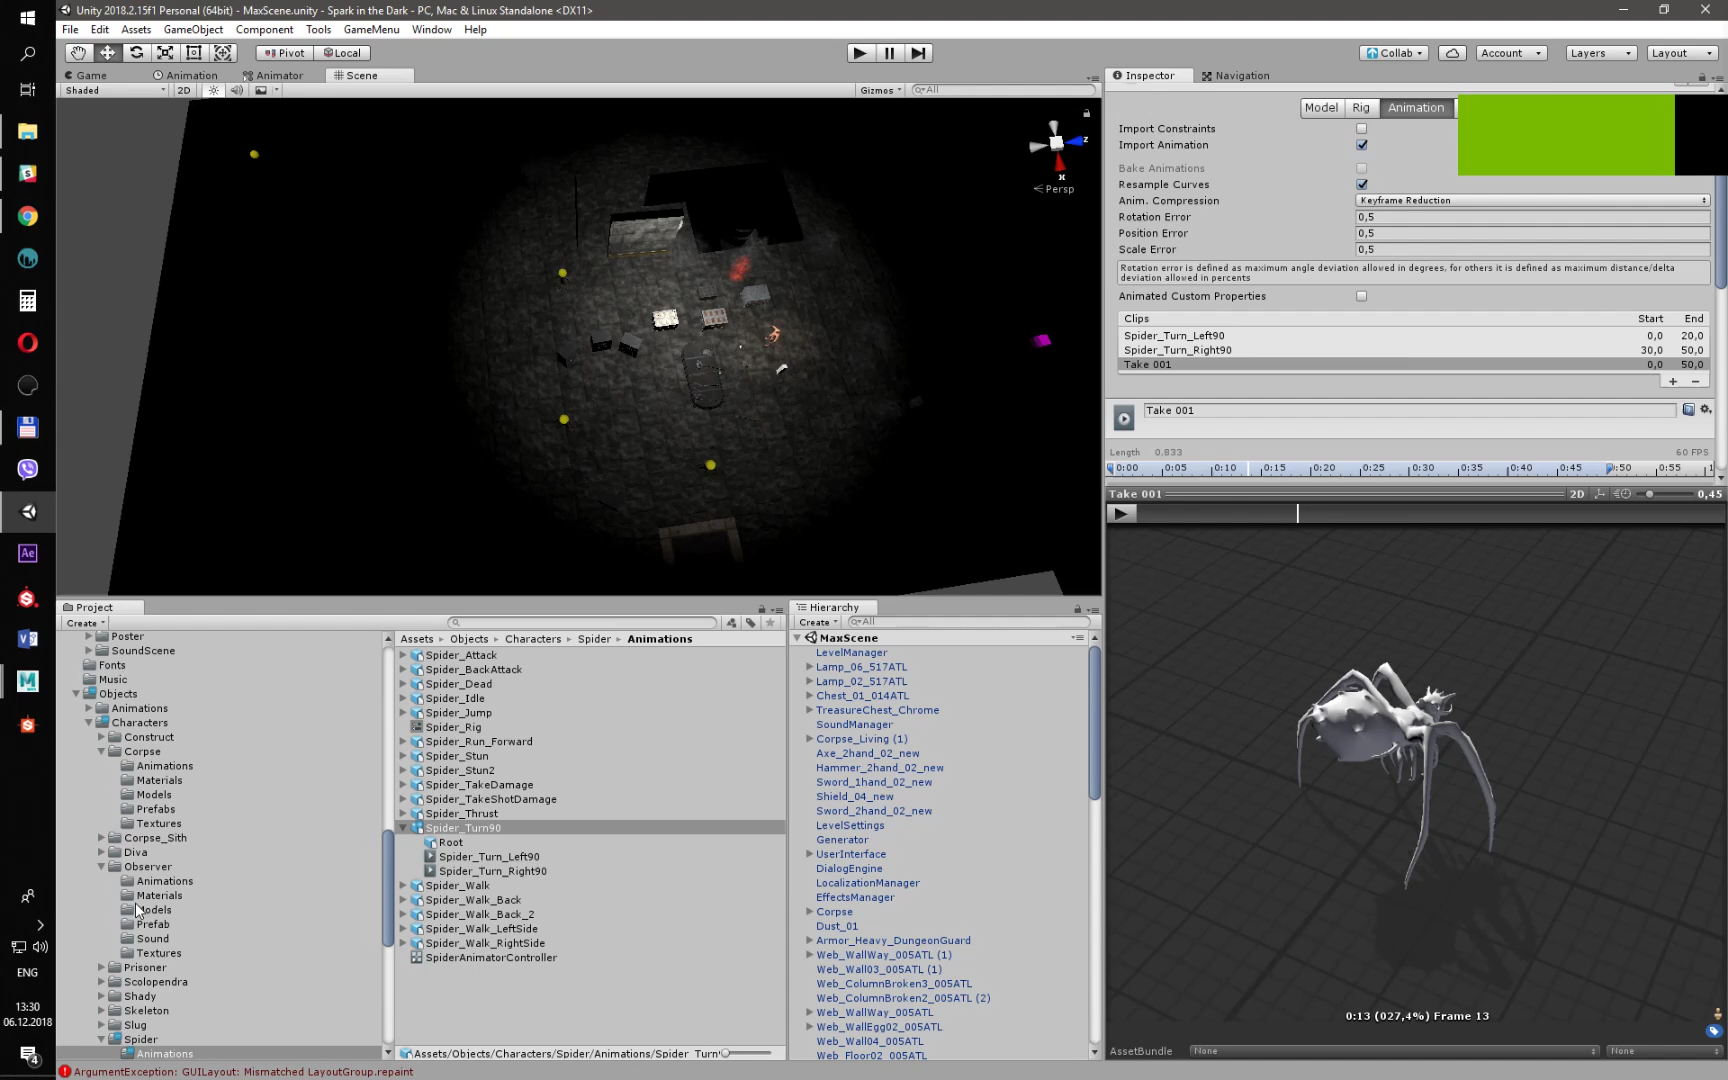 Unity 2018.2.15f1 Personal (64bit) - MaxScene.unity - Spark in the Dark - PC, Mac & Linux Standalone <DX11>
File Edit Assets GameObject Component Tools GameMenu Window Help
Pivot Local Collab Account Layers Layout
Game Animation Animator Scene
Shaded 2D Gizmos All
Persp
x
z
Inspector Navigation
Model Rig Animation
Import Constraints
Import Animation
Bake Animations
Resample Curves
Anim. Compression Keyframe Reduction
Rotation Error 0,5
Position Error 0,5
Scale Error 0,5
Rotation error is defined as maximum angle deviation allowed in degrees, for others it is defined as maximum distance/delta
deviation allowed in percents
Animated Custom Properties
Clips Start End
Spider_Turn_Left90 0,0 20,0
Spider_Turn_Right90 30,0 50,0
Take 001 0,0 50,0
Take 001
Length 0.833 60 FPS
0:00 0:05 0:10 0:15 0:20 0:25 0:30 0:35 0:40 0:45 0:50 0:55
Take 001 2D 0,45
0:13 (027,4%) Frame 13
AssetBundle None None
Project
Create
Poster
SoundScene
Fonts
Music
Objects
Animations
Characters
Construct
Corpse
Animations
Materials
Models
Prefabs
Textures
Corpse_Sith
Diva
Observer
Animations
Materials
Prefab
Sound
Textures
Prisoner
Scolopendra
Shady
Skeleton
Slug
Spider
Animations
Assets Objects Characters Spider Animations
Spider_Attack
Spider_BackAttack
Spider_Dead
Spider_Idle
Spider_Jump
Spider_Rig
Spider_Run_Forward
Spider_Stun
Spider_Stun2
Spider_TakeDamage
Spider_TakeShotDamage
Spider_Thrust
Spider_Turn90
Root
Spider_Turn_Left90
Spider_Turn_Right90
Spider_Walk
Spider_Walk_Back
Spider_Walk_Back_2
Spider_Walk_LeftSide
Spider_Walk_RightSide
SpiderAnimatorController
Assets/Objects/Characters/Spider/Animations/Spider_Turn
Hierarchy
Create All
MaxScene
LevelManager
Lamp_06_517ATL
Lamp_02_517ATL
Chest_01_014ATL
TreasureChest_Chrome
SoundManager
Corpse_Living (1)
Axe_2hand_02_new
Hammer_2hand_02_new
Sword_1hand_02_new
Shield_04_new
Sword_2hand_02_new
LevelSettings
Generator
UserInterface
DialogEngine
LocalizationManager
EffectsManager
Corpse
Dust_01
Armor_Heavy_DungeonGuard
Web_WallWay_005ATL (1)
Web_Wall03_005ATL (1)
Web_ColumnBroken3_005ATL
Web_ColumnBroken2_005ATL (2)
Web_WallWay_005ATL
Web_WallEgg02_005ATL
Web_Wall04_005ATL
Web_Floor02_005ATL
ArgumentException: GUILayout: Mismatched LayoutGroup.repaint
Ae
ENG
13:30
06.12.2018
4